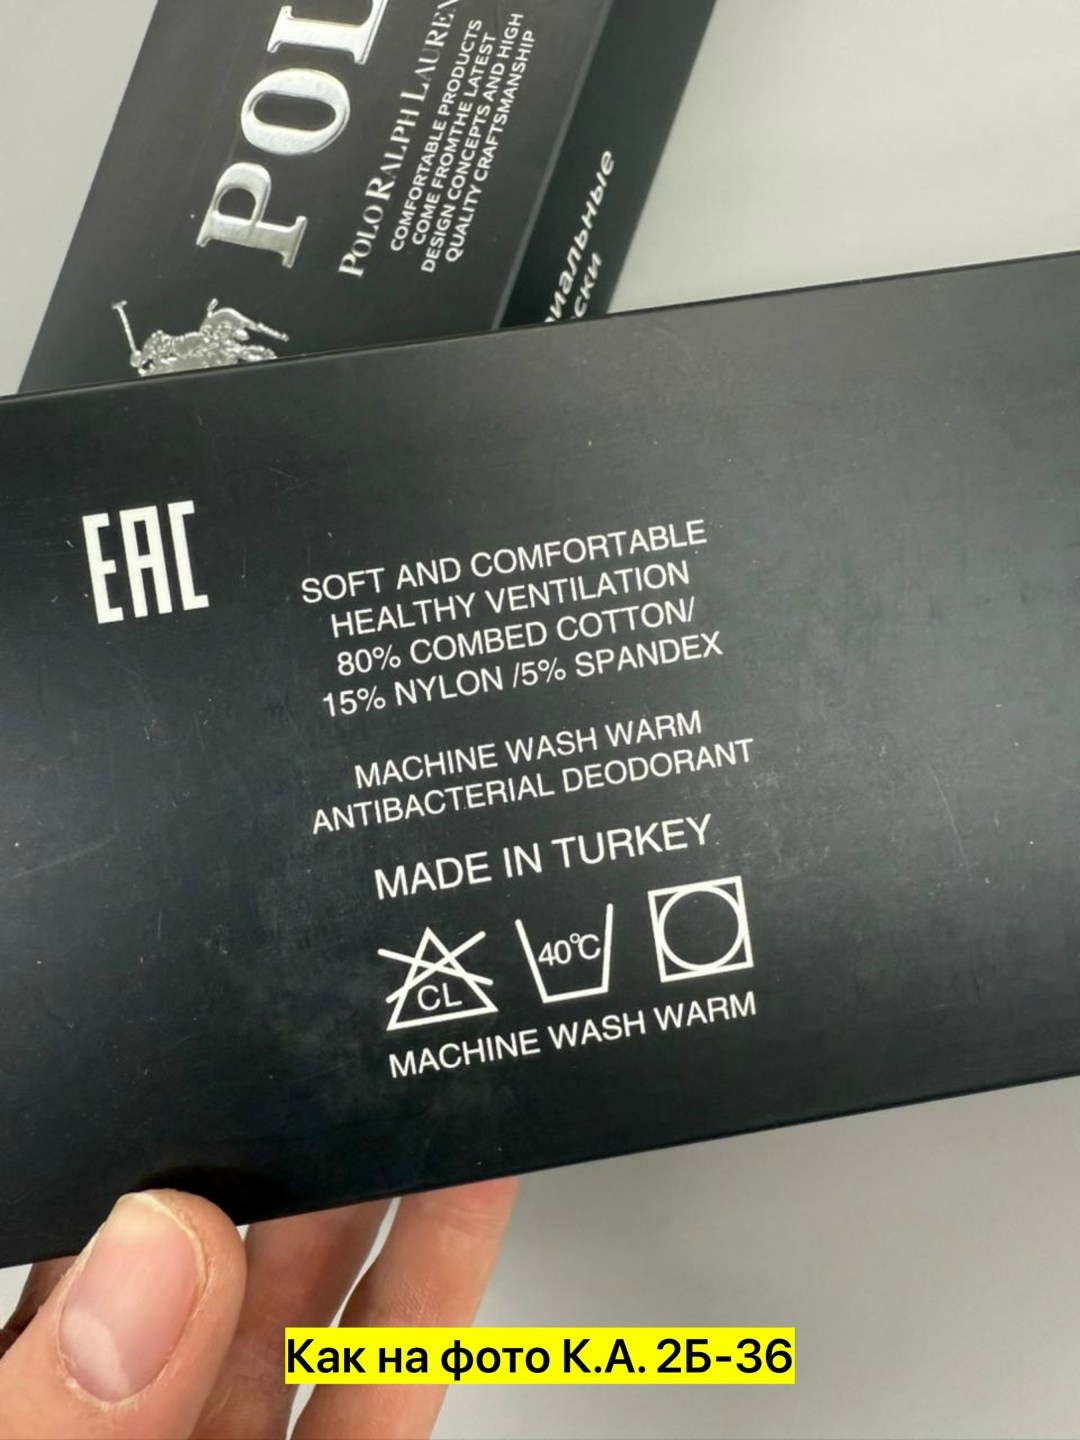 POL
POLO RALPH LAUREN
COMFORTABLE PRODUCTS
COME FROMTHE LATEST
DESIGN CONCEPTS AND HIGH
QUALITY CRAFTSMANSHIP
EAC
SOFT AND COMFORTABLE
HEALTHY VENTILATION
80% COMBED COTTON/
15% NYLON /5% SPANDEX
MACHINE WASH WARM
ANTIBACTERIAL DEODORANT
MADE IN TURKEY
CL 40°C
MACHINE WASH WARM
Как на фото К.А. 2Б-36